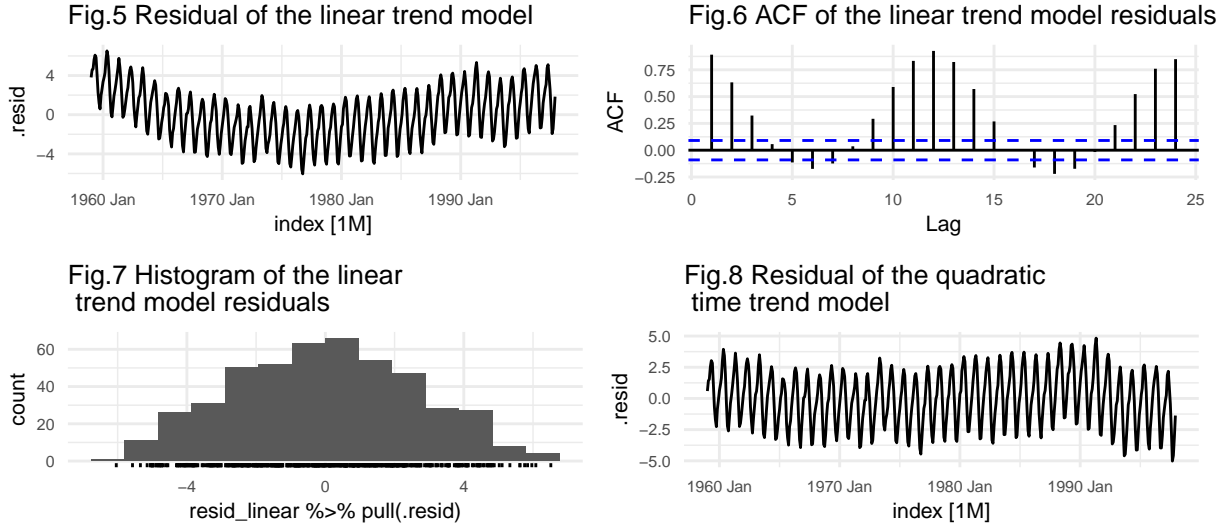 Fig.5 Residual of the linear trend model
.resid
4
0
−4
1960 Jan 1970 Jan 1980 Jan 1990 Jan
index [1M]
Fig.6 ACF of the linear trend model residuals
ACF
0.75
0.50
0.25
0.00
−0.25
0 5 10 15 20 25
Lag
Fig.7 Histogram of the linear
trend model residuals
count
60
40
20
0
−4 0 4
resid_linear %>% pull(.resid)
Fig.8 Residual of the quadratic
time trend model
.resid
5.0
2.5
0.0
−2.5
−5.0
1960 Jan 1970 Jan 1980 Jan 1990 Jan
index [1M]